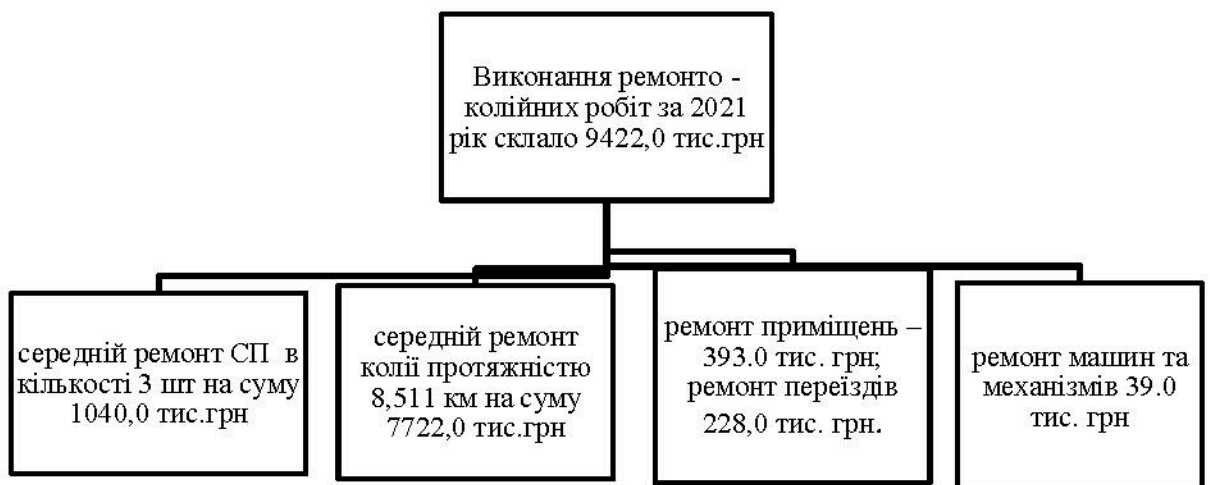 Виконання ремонто -
колійних робіт за 2021
рік склало 9422,0 тис.грн
середній ремонт СП в
кількості 3 шт на суму
1040,0 тис.грн
середній ремонт
колії протяжністю
8,511 км на суму
7722,0 тис.грн
ремонт приміщень –
393.0 тис. грн;
ремонт переїздів
228,0 тис. грн.
ремонт машин та
механізмів 39.0
тис. грн